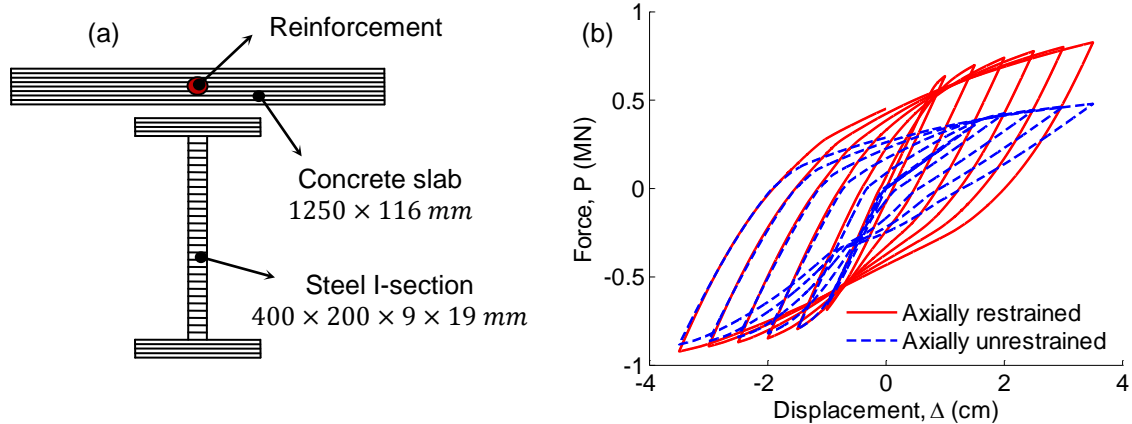 (a)
Reinforcement
Concrete slab
1250 × 116 mm
Steel I-section
400 × 200 × 9 × 19 mm
(b)
1
0.5
0
-0.5
-1
Force, P (MN)
Axially restrained
Axially unrestrained
-4 -2 0 2 4
Displacement, Δ (cm)